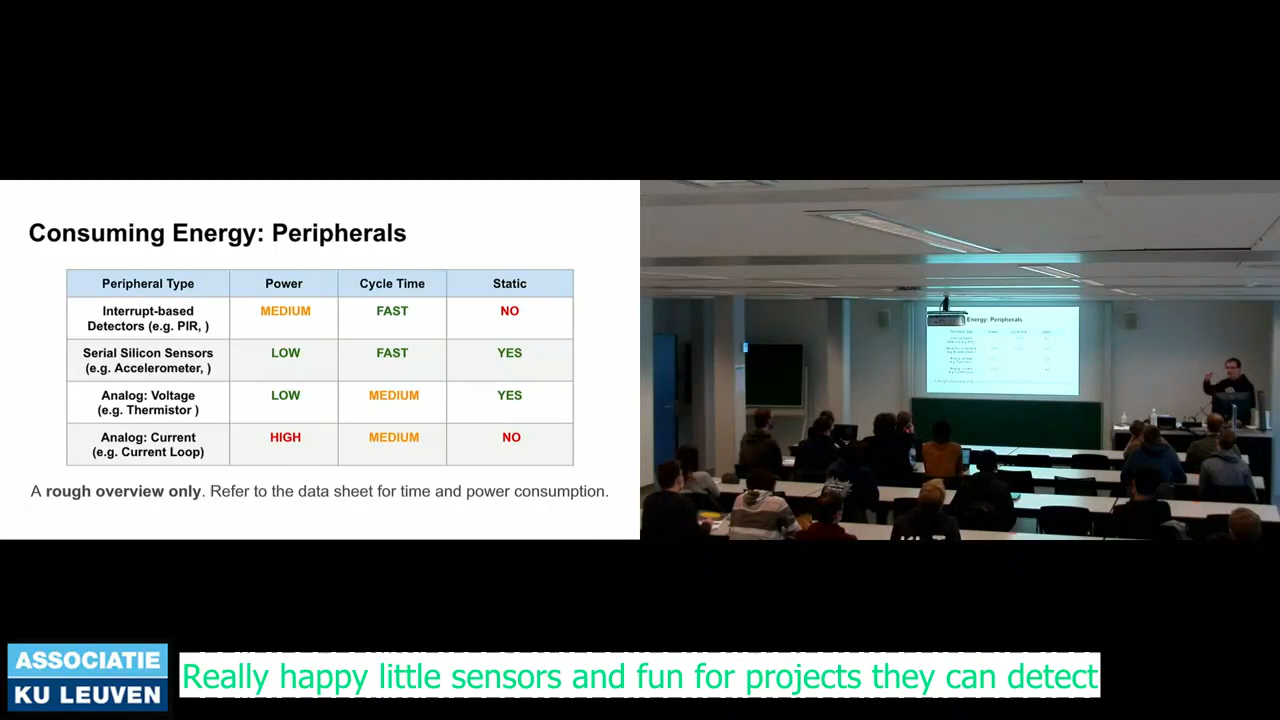 Consuming Energy: Peripherals
Peripheral Type Power Cycle Time Static
Interrupt-based
Detectors (e.g. PIR, ) MEDIUM FAST NO
Serial Silicon Sensors
(e.g. Accelerometer, ) LOW FAST YES
Analog: Voltage
(e.g. Thermistor ) LOW MEDIUM YES
Analog: Current
(e.g. Current Loop) HIGH MEDIUM NO
A rough overview only. Refer to the data sheet for time and power consumption.
Energy: Peripherals
ASSOCIATIE
KU LEUVEN
Really happy little sensors and fun for projects they can detect